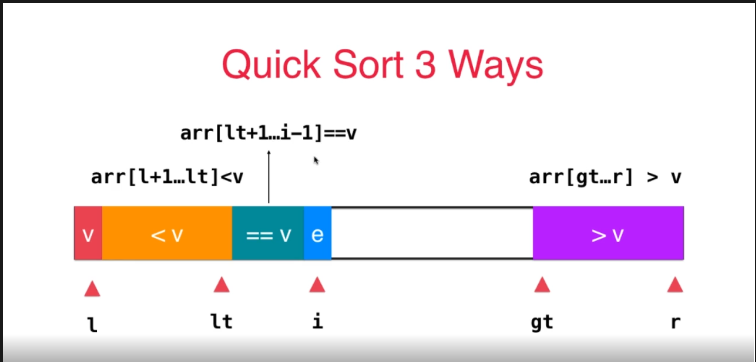 Quick Sort 3 Ways
arr[lt+1…i-1]==v
arr[l+1…lt]<v
arr[gt…r] > v
v
< v
== v
e
> v
l
lt
i
gt
r